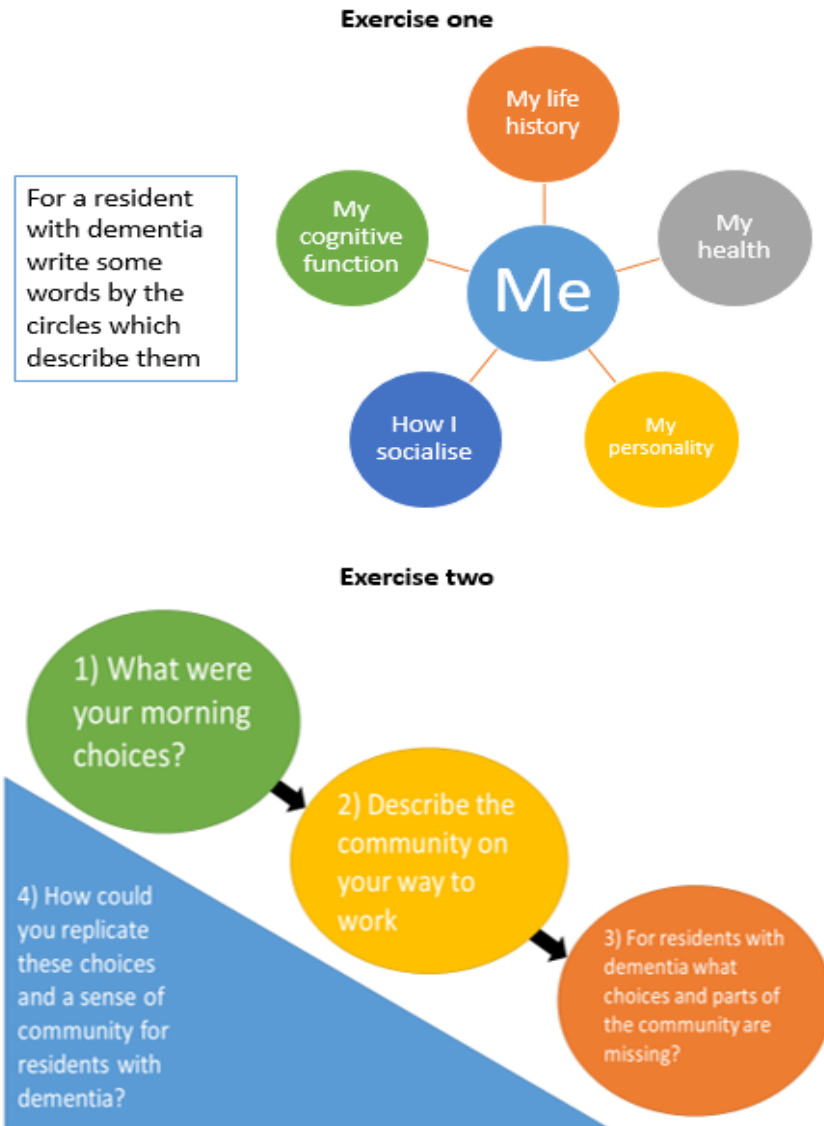 Exercise one
My life
history
For a resident
with dementia
write some
words by the
circles which
describe them
My
cognitive
function
My
health
Me
How I
socialise
My
personality
Exercise two
1) What were
your morning
choices?
2) Describe the
community on
your way to
work
3) For residents with
dementia what
choices and parts of
the community are
missing?
4) How could
you replicate
these choices
and a sense of
community for
residents with
dementia?